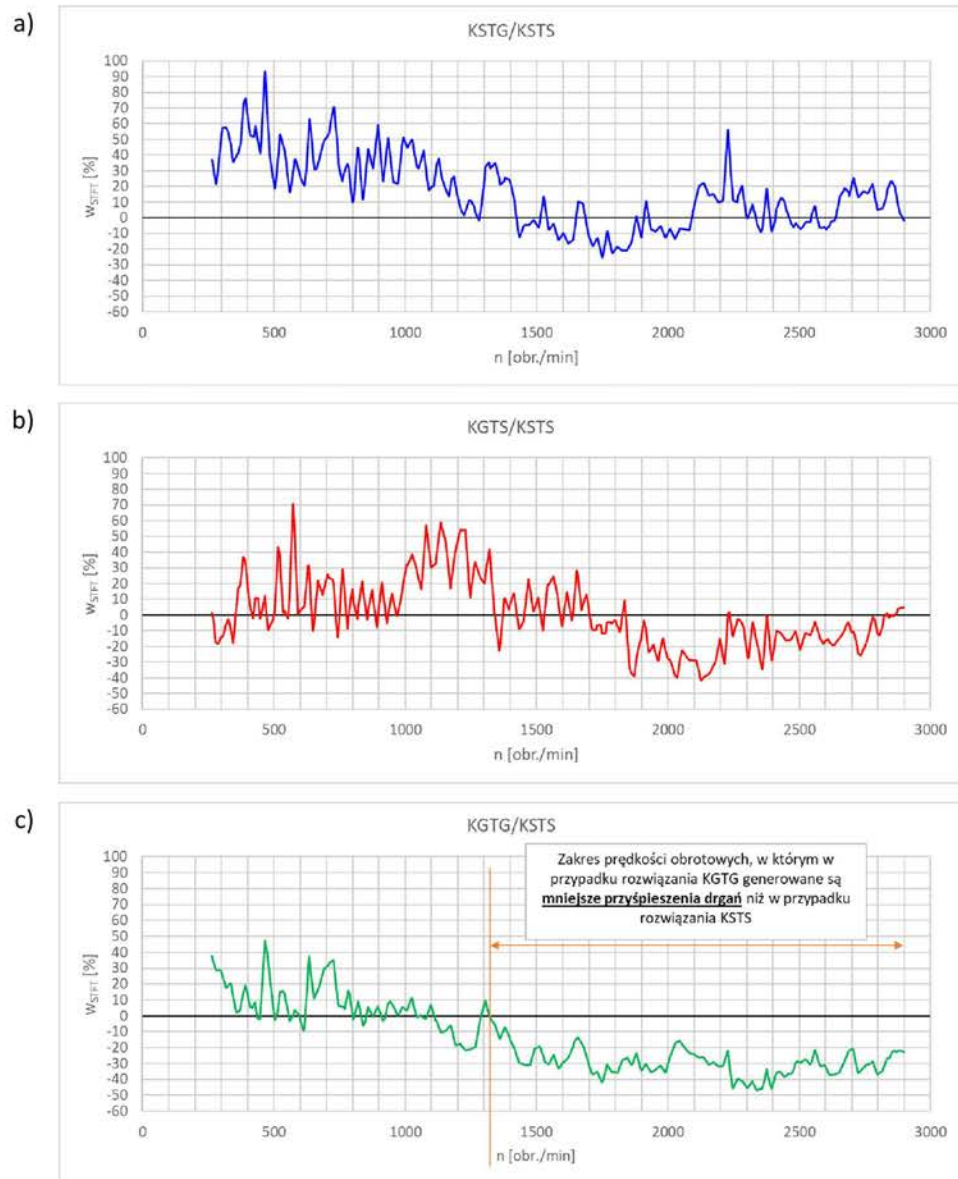 a)
KSTG/KSTS
100
90
80
70
60
50
40
30
20
10
0
-10
-20
-30
-40
-50
-60
wSTFT [%]
0 500 1000 1500 2000 2500 3000
n [obr./min]
b)
KGTS/KSTS
100
90
80
70
60
50
40
30
20
10
0
-10
-20
-30
-40
-50
-60
wSTFT [%]
0 500 1000 1500 2000 2500 3000
n [obr./min]
c)
KGTG/KSTS
Zakres prędkości obrotowych, w którym w
przypadku rozwiązania KGTG generowane są
mniejsze przyśpieszenia drgań niż w przypadku
rozwiązania KSTS
100
90
80
70
60
50
40
30
20
10
0
-10
-20
-30
-40
-50
-60
wSTFT [%]
0 500 1000 1500 2000 2500 3000
n [obr./min]